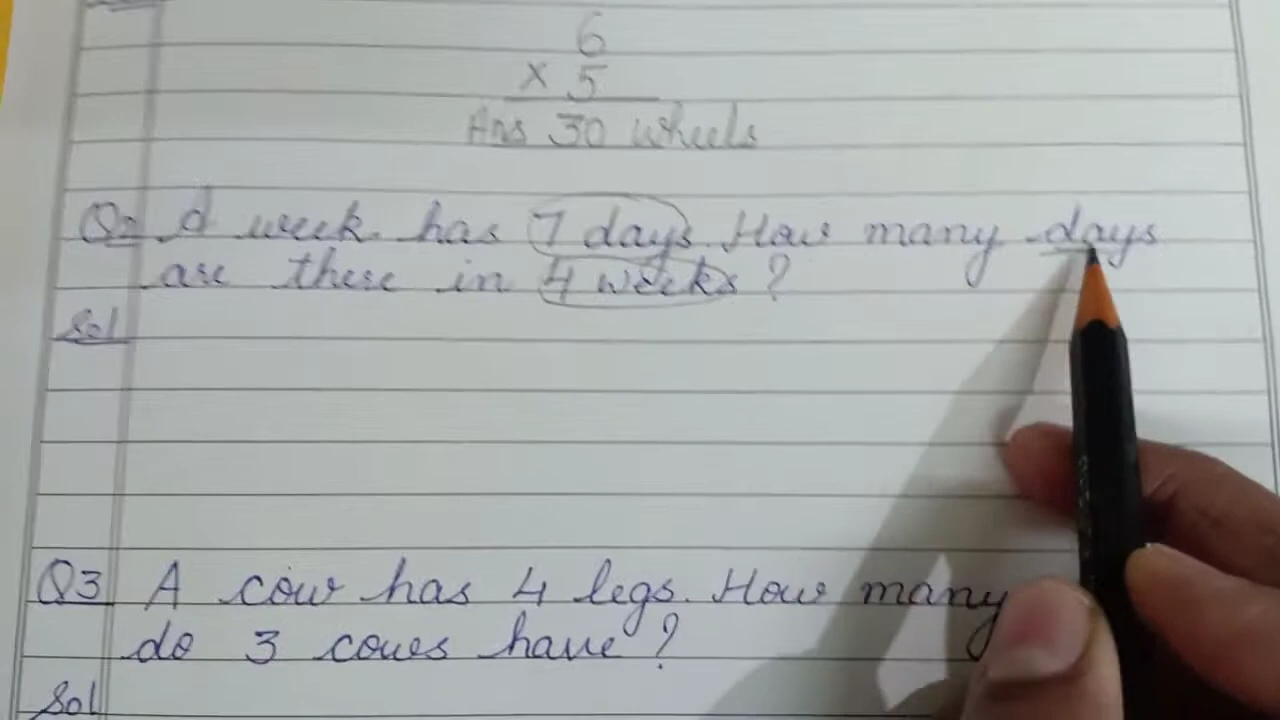 6
× 5
Ans 30 wheels
Q2 A week has 7 days. How many days
are there in 4 weeks?
Sol
Q3 A cow has 4 legs. How many
do 3 cows have?
Sol